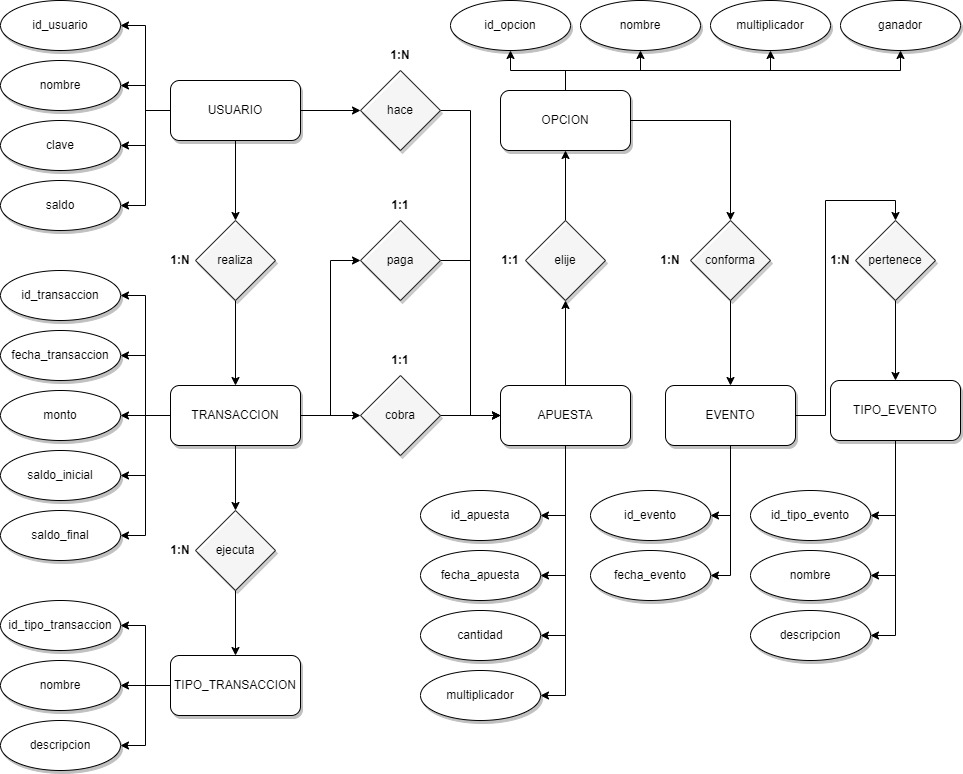 id_usuario
nombre
clave
saldo
USUARIO
1:N
hace
id_opcion
nombre
multiplicador
ganador
OPCION
1:N
realiza
1:1
paga
1:1
elije
1:N
conforma
1:N
pertenece
id_transaccion
fecha_transaccion
monto
saldo_inicial
saldo_final
TRANSACCION
1:1
cobra
APUESTA
EVENTO
TIPO_EVENTO
1:N
ejecuta
id_apuesta
fecha_apuesta
cantidad
multiplicador
id_evento
fecha_evento
id_tipo_evento
nombre
descripcion
id_tipo_transaccion
nombre
descripcion
TIPO_TRANSACCION